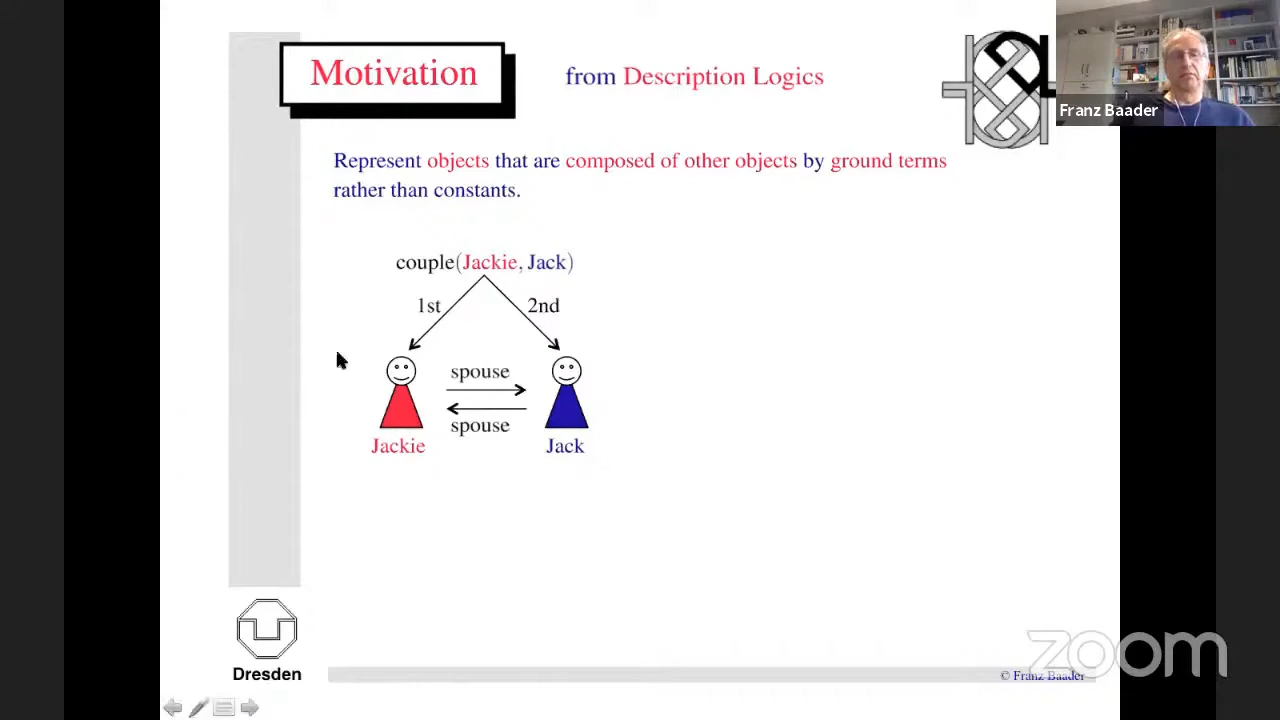 Motivation
from Description Logics
Franz Baader
Represent objects that are composed of other objects by ground terms
rather than constants.
couple(Jackie, Jack)
1st
2nd
spouse
spouse
Jackie
Jack
zoom
Dresden
© Franz Baader